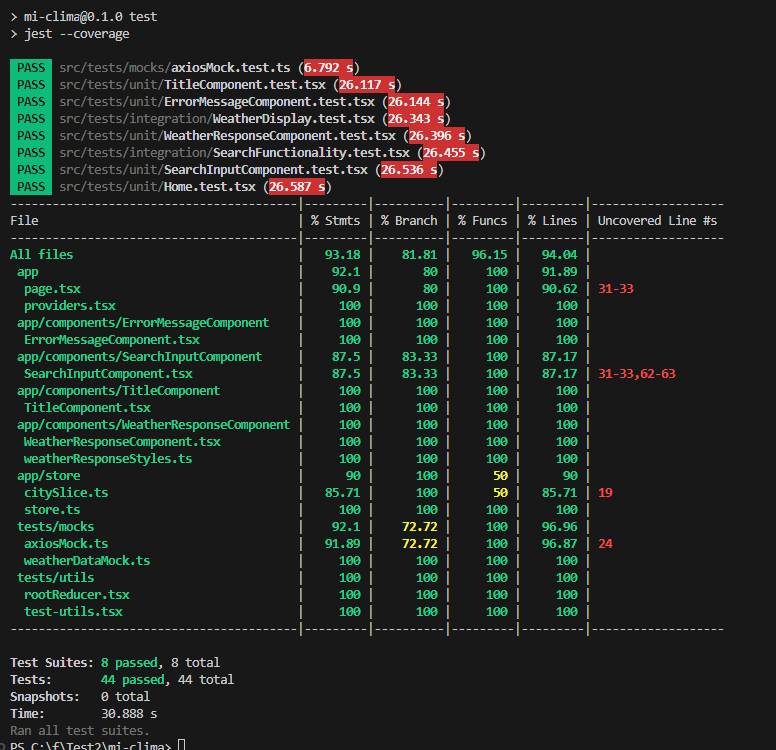 > mi-clima@0.1.0 test
> jest --coverage
PASS src/tests/mocks/axiosMock.test.ts (6.792 s)
PASS src/tests/unit/TitleComponent.test.tsx (26.117 s)
PASS src/tests/unit/ErrorMessageComponent.test.tsx (26.144 s)
PASS src/tests/integration/WeatherDisplay.test.tsx (26.343 s)
PASS src/tests/unit/WeatherResponseComponent.test.tsx (26.396 s)
PASS src/tests/integration/SearchFunctionality.test.tsx (26.455 s)
PASS src/tests/unit/SearchInputComponent.test.tsx (26.536 s)
PASS src/tests/unit/Home.test.tsx (26.587 s)
----------------------------------------|---------|----------|---------|---------|-------------------
File                                    | % Stmts | % Branch | % Funcs | % Lines | Uncovered Line #s
----------------------------------------|---------|----------|---------|---------|-------------------
All files                               |   93.18 |    81.81 |   96.15 |   94.04 |
 app                                    |    92.1 |       80 |     100 |   91.89 |
  page.tsx                              |    90.9 |       80 |     100 |   90.62 | 31-33
  providers.tsx                         |     100 |      100 |     100 |     100 |
 app/components/ErrorMessageComponent   |     100 |      100 |     100 |     100 |
  ErrorMessageComponent.tsx             |     100 |      100 |     100 |     100 |
 app/components/SearchInputComponent    |    87.5 |    83.33 |     100 |   87.17 |
  SearchInputComponent.tsx              |    87.5 |    83.33 |     100 |   87.17 | 31-33,62-63
 app/components/TitleComponent          |     100 |      100 |     100 |     100 |
  TitleComponent.tsx                    |     100 |      100 |     100 |     100 |
 app/components/WeatherResponseComponent |     100 |      100 |     100 |     100 |
  WeatherResponseComponent.tsx          |     100 |      100 |     100 |     100 |
  weatherResponseStyles.ts              |     100 |      100 |     100 |     100 |
 app/store                              |      90 |      100 |      50 |      90 |
  citySlice.ts                          |   85.71 |      100 |      50 |   85.71 | 19
  store.ts                              |     100 |      100 |     100 |     100 |
 tests/mocks                            |    92.1 |    72.72 |     100 |   96.96 |
  axiosMock.ts                          |   91.89 |    72.72 |     100 |   96.87 | 24
  weatherDataMock.ts                    |     100 |      100 |     100 |     100 |
 tests/utils                            |     100 |      100 |     100 |     100 |
  rootReducer.tsx                       |     100 |      100 |     100 |     100 |
  test-utils.tsx                        |     100 |      100 |     100 |     100 |
----------------------------------------|---------|----------|---------|---------|-------------------
Test Suites: 8 passed, 8 total
Tests:       44 passed, 44 total
Snapshots:   0 total
Time:        30.888 s
Ran all test suites.
PS C:\f\Test2\mi-clima>